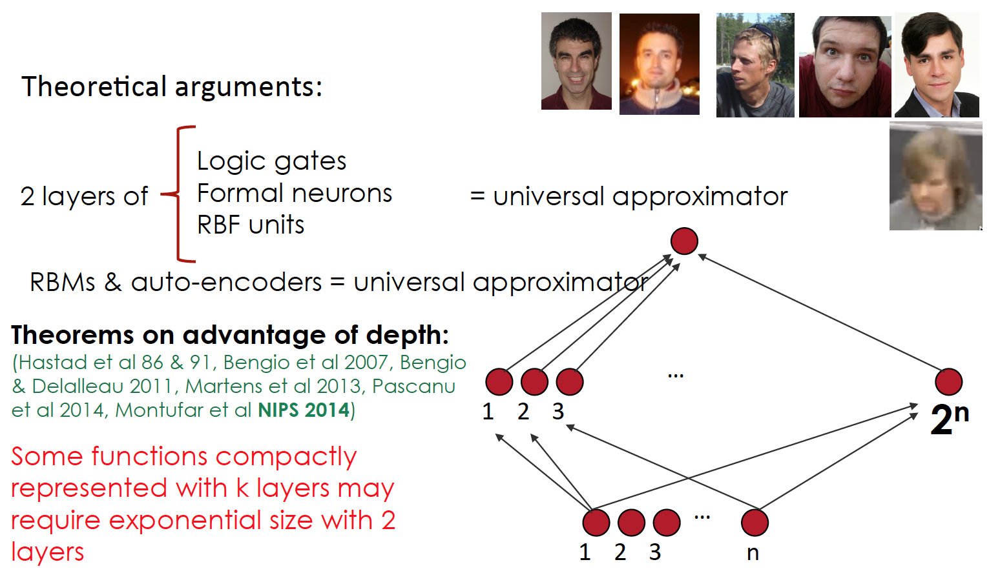 Theoretical arguments:
Logic gates
2 layers of
Formal neurons
= universal approximator
RBF units
RBMs & auto-encoders = universal approximator
Theorems on advantage of depth:
(Hastad et al 86 & 91, Bengio et al 2007, Bengio
& Delalleau 2011, Martens et al 2013, Pascanu
et al 2014, Montufar et al NIPS 2014)
Some functions compactly
represented with k layers may
require exponential size with 2
layers
...
1 2 3
2ⁿ
...
1 2 3 n